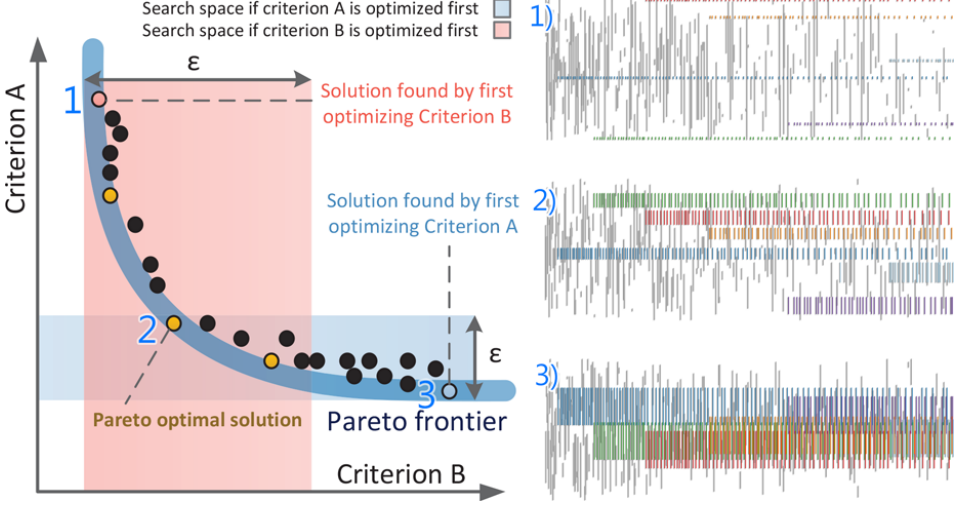 Search space if criterion A is optimized first
Search space if criterion B is optimized first
Criterion A
ε
1
Solution found by first
optimizing Criterion B
Solution found by first
optimizing Criterion A
2
ε
3
Pareto optimal solution
Pareto frontier
Criterion B
1)
2)
3)